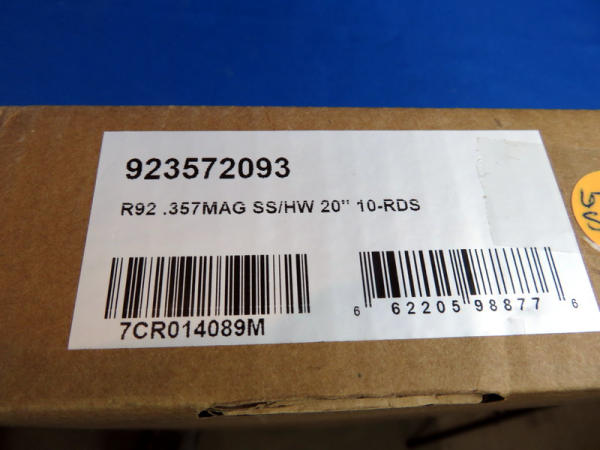 923572093
R92 .357MAG SS/HW 20" 10-RDS
7CR014089M
6 62205 98877 6